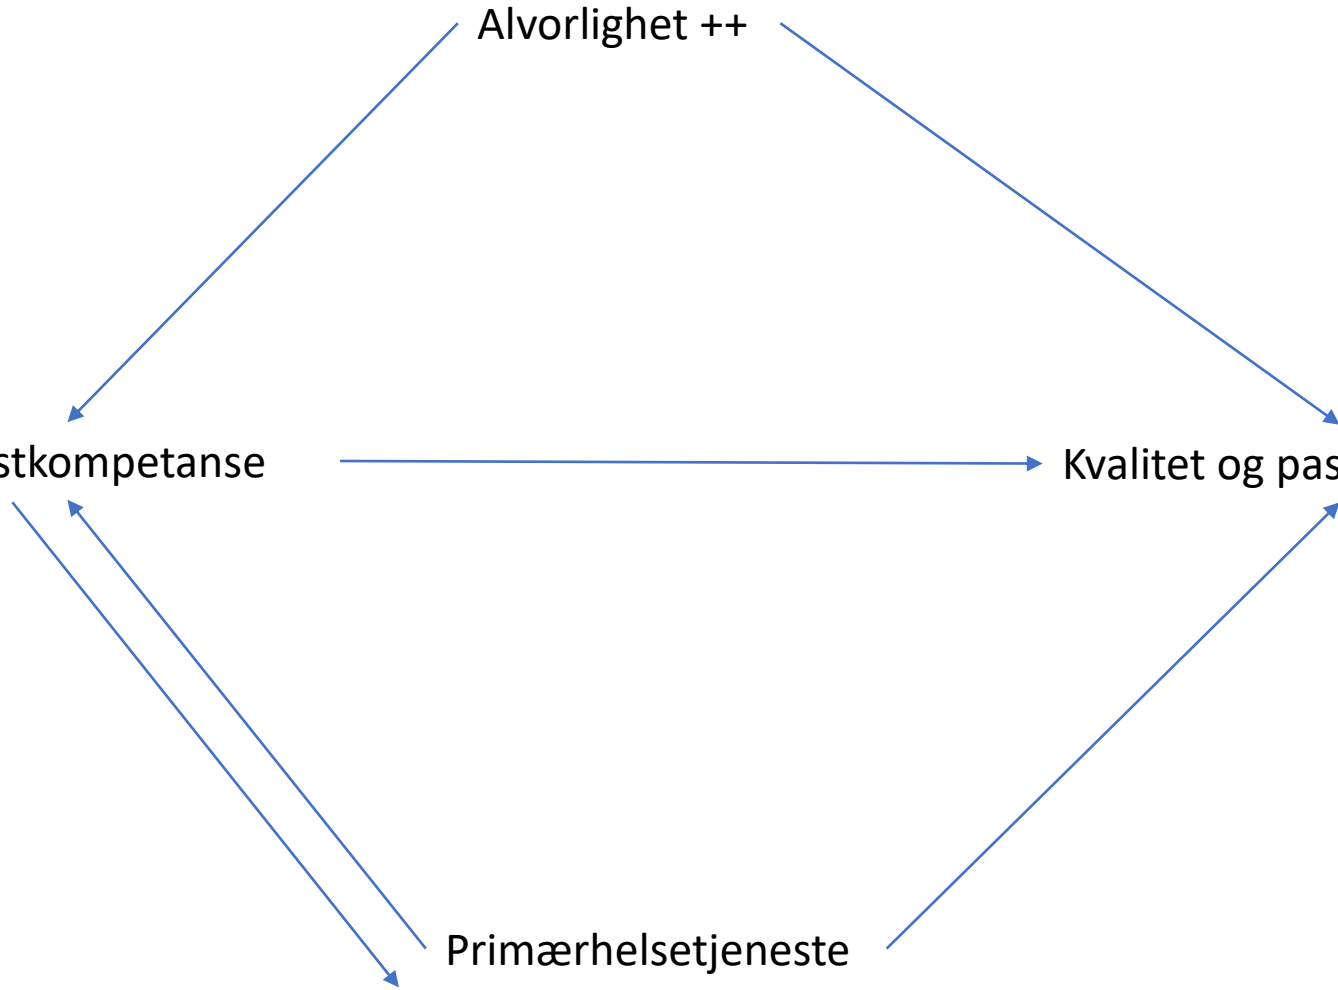 Alvorlighet ++
stkompetanse
Kvalitet og pas
Primærhelsetjeneste